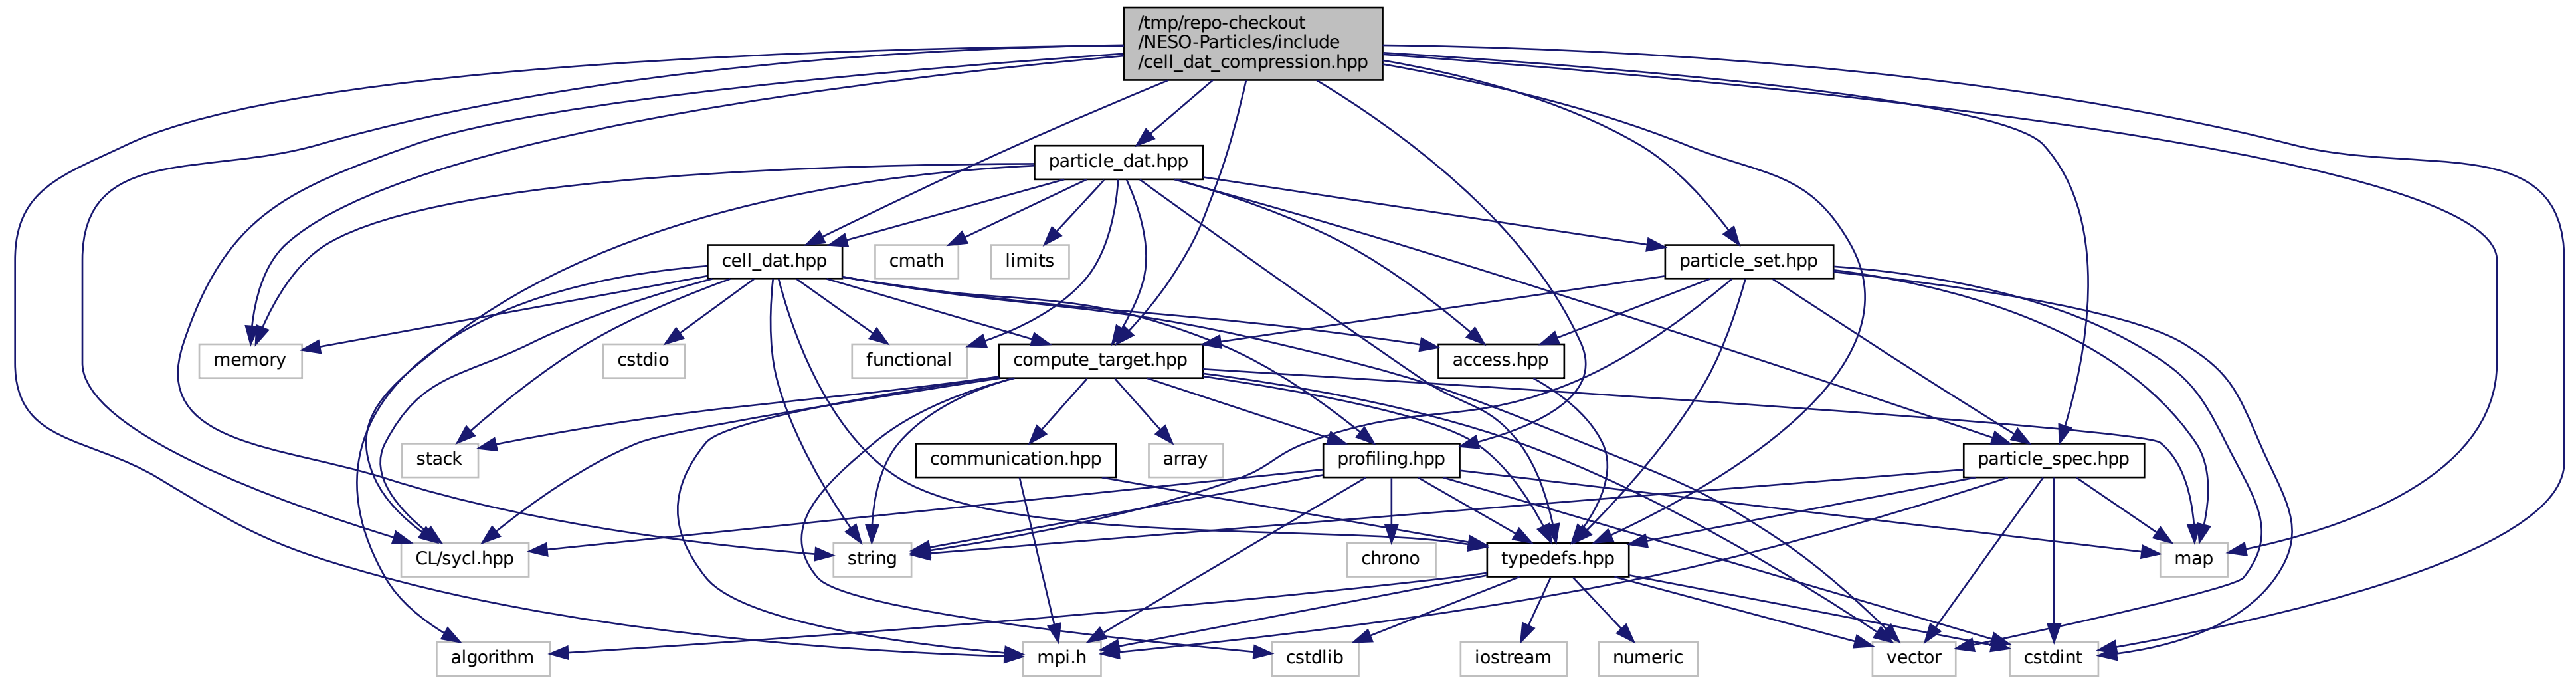 /tmp/repo-checkout
/NESO-Particles/include
/cell_dat_compression.hpp
particle_dat.hpp
cell_dat.hpp
cmath
limits
particle_set.hpp
memory
cstdio
functional
compute_target.hpp
access.hpp
stack
communication.hpp
array
profiling.hpp
particle_spec.hpp
CL/sycl.hpp
string
chrono
typedefs.hpp
map
algorithm
mpi.h
cstdlib
iostream
numeric
vector
cstdint